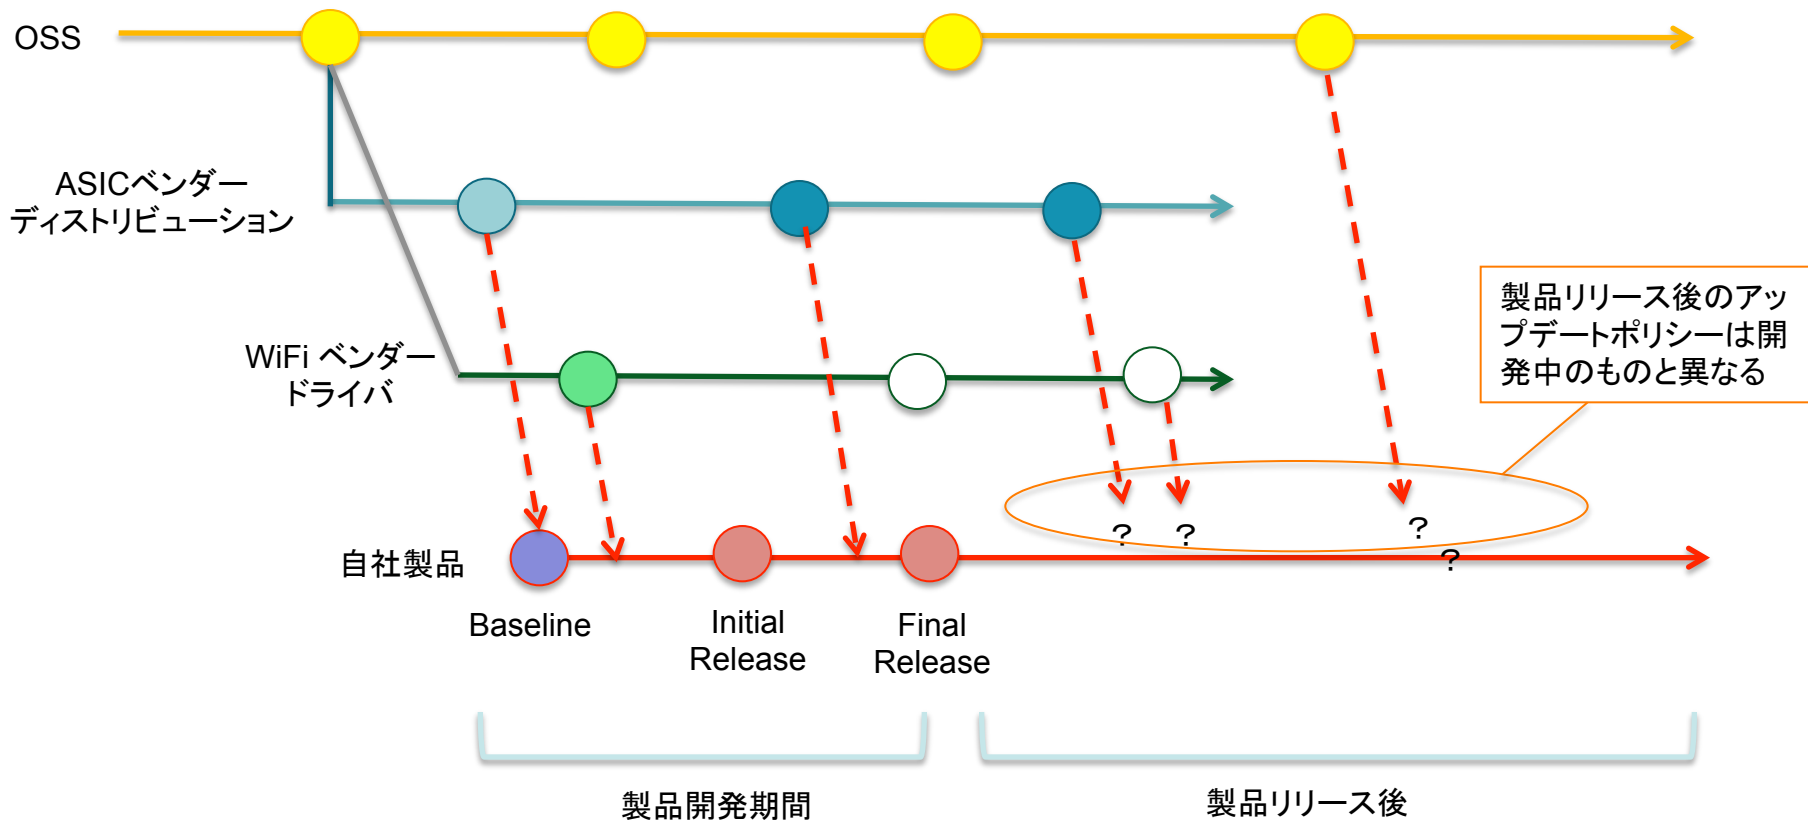 OSS
ASICベンダー
ディストリビューション
製品リリース後のアッ
プデートポリシーは開
発中のものと異なる
WiFi ベンダー
ドライバ
?
?
?
?
自社製品
Baseline
Initial
Release
Final
Release
製品開発期間
製品リリース後